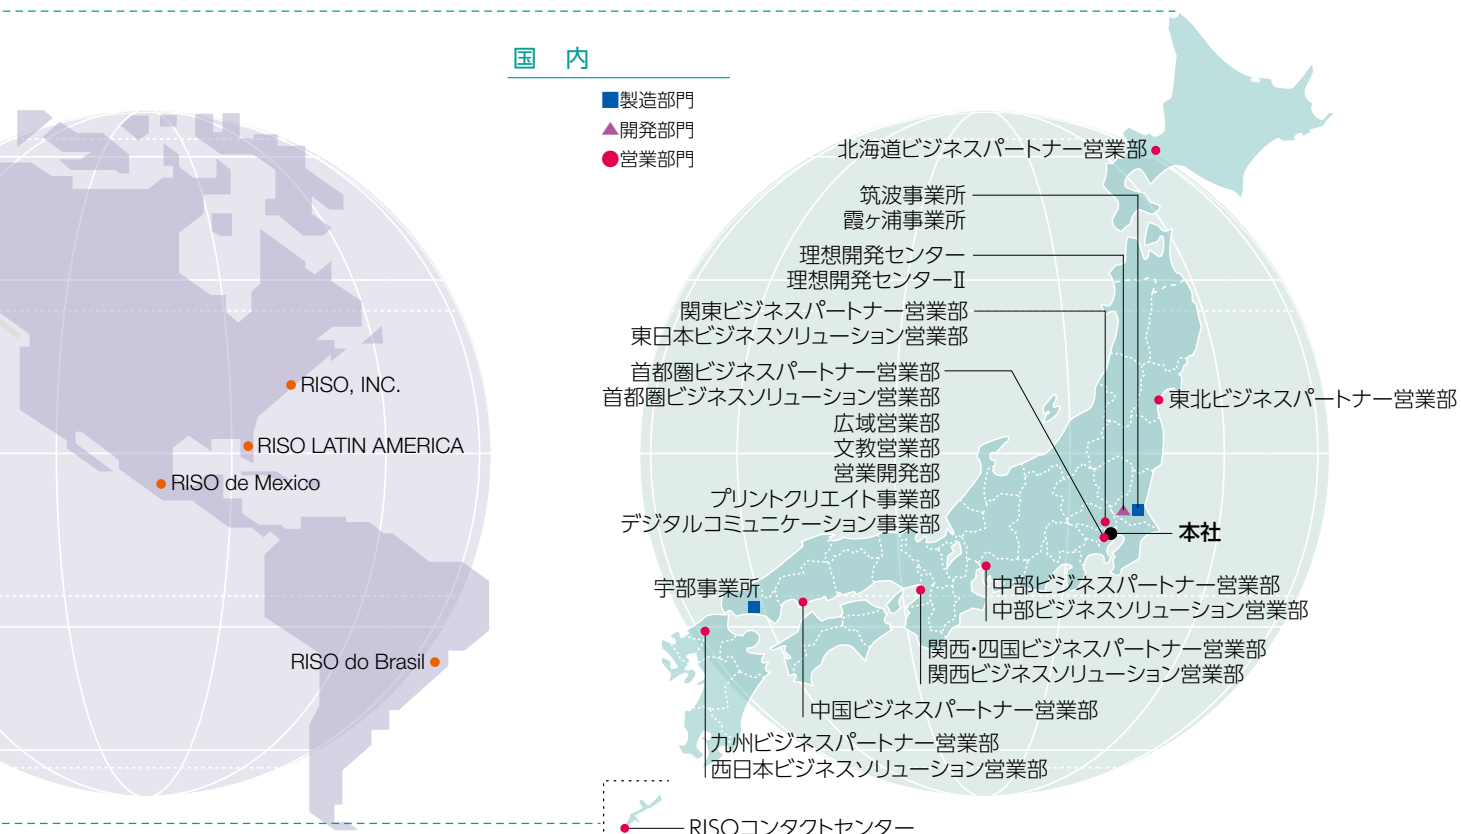 国 内
■製造部門
▲開発部門
●営業部門
RISO, INC.
RISO LATIN AMERICA
RISO de Mexico
RISO do Brasil
北海道ビジネスパートナー営業部
筑波事業所
霞ヶ浦事業所
理想開発センター
理想開発センターⅡ
関東ビジネスパートナー営業部
東日本ビジネスソリューション営業部
首都圏ビジネスパートナー営業部
首都圏ビジネスソリューション営業部
広域営業部
文教営業部
営業開発部
プリントクリエイト事業部
デジタルコミュニケーション事業部
東北ビジネスパートナー営業部
本社
宇部事業所
中部ビジネスパートナー営業部
中部ビジネスソリューション営業部
関西・四国ビジネスパートナー営業部
関西ビジネスソリューション営業部
中国ビジネスパートナー営業部
九州ビジネスパートナー営業部
西日本ビジネスソリューション営業部
RISOコンタクトセンター